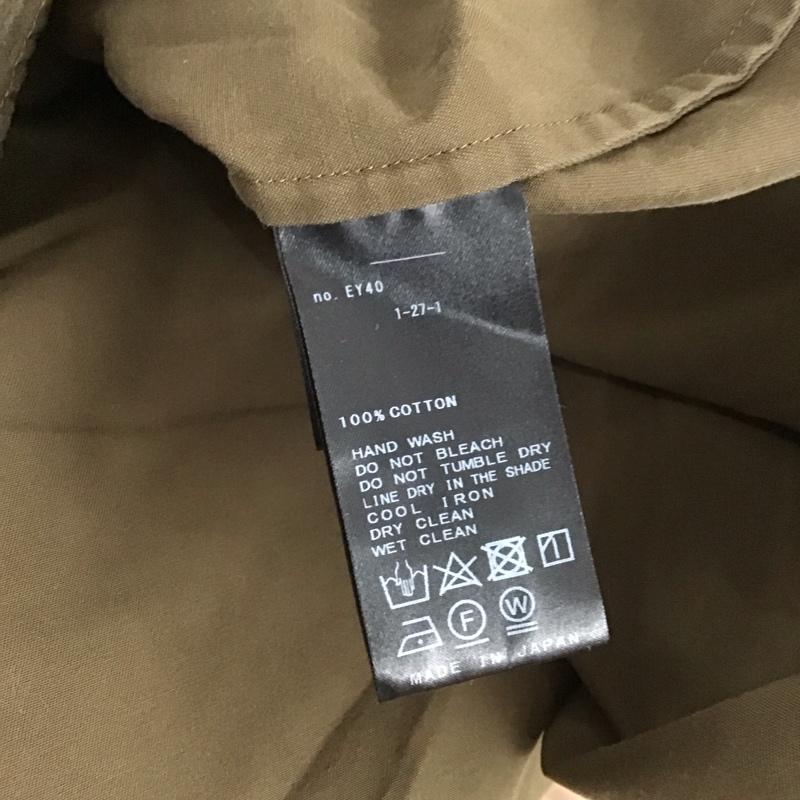 no. EY40
1-27-1
100% COTTON
HAND WASH
DO NOT BLEACH
DO NOT TUMBLE DRY
LINE DRY IN THE SHADE
COOL IRON
DRY CLEAN
WET CLEAN
F W
MADE IN JAPAN